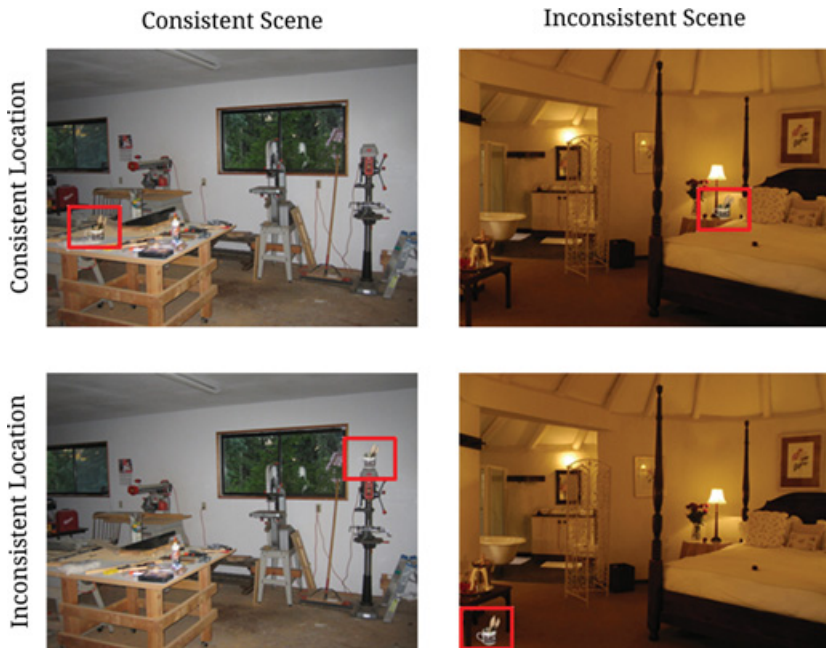 Consistent Scene
Inconsistent Scene
Consistent Location
Inconsistent Location